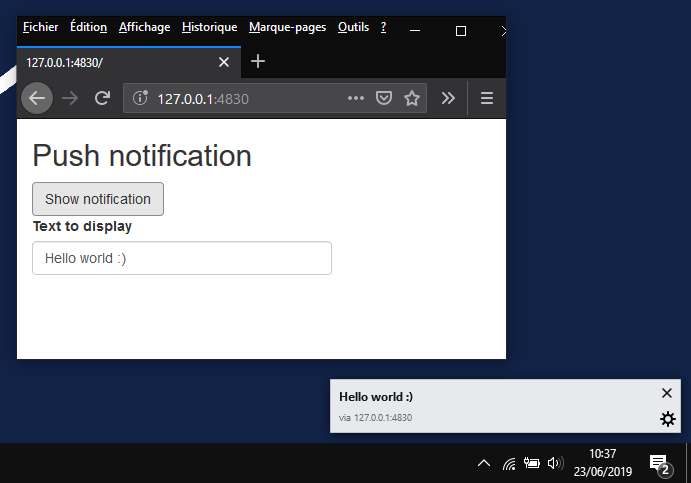 Fichier Édition Affichage Historique Marque-pages Outils ?
127.0.0.1:4830/
127.0.0.1:4830
Push notification
Show notification
Text to display
Hello world :)
Hello world :)
via 127.0.0.1:4830
10:37
23/06/2019
2